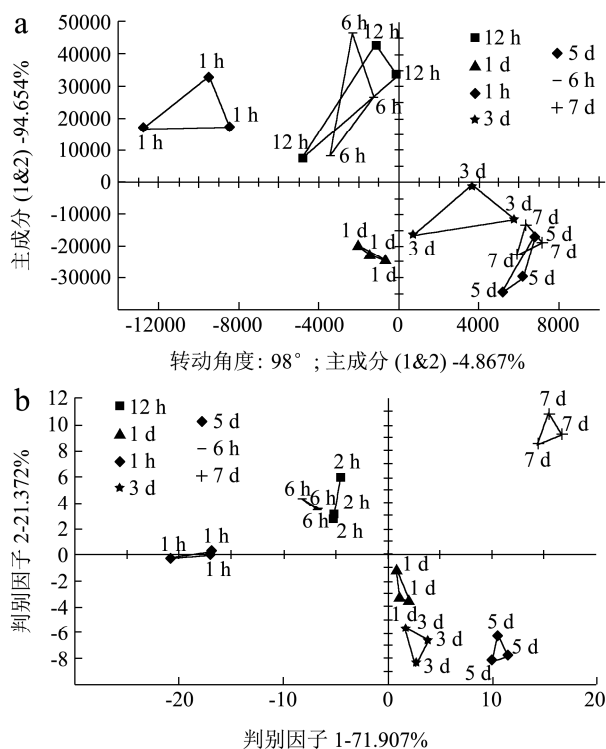 a
50000
40000
30000
20000
10000
0
-10000
-20000
-30000
主成分 (1&2) -94.654%
1 h
1 h
1 h
6 h
12 h
12 h
6 h
12 h
6 h
1 d
1 d
1 d
3 d
3 d
3 d
7 d
5 d
7 d
7 d
5 d
5 d
12 h
1 d
1 h
3 d
5 d
6 h
7 d
-12000 -8000 -4000 0 4000 8000
转动角度: 98° ; 主成分 (1&2) -4.867%
b
12
10
8
6
4
2
0
-2
-4
-6
-8
判别因子 2-21.372%
12 h
1 d
1 h
3 d
5 d
6 h
7 d
7 d
7 d
7 d
2 h
6 h 6 h 2 h
6 h 2 h
1 h
1 h
1 h
1 d
1 d
1 d 3 d
3 d
3 d
5 d
5 d
5 d
-20 -10 0 10 20
判别因子 1-71.907%